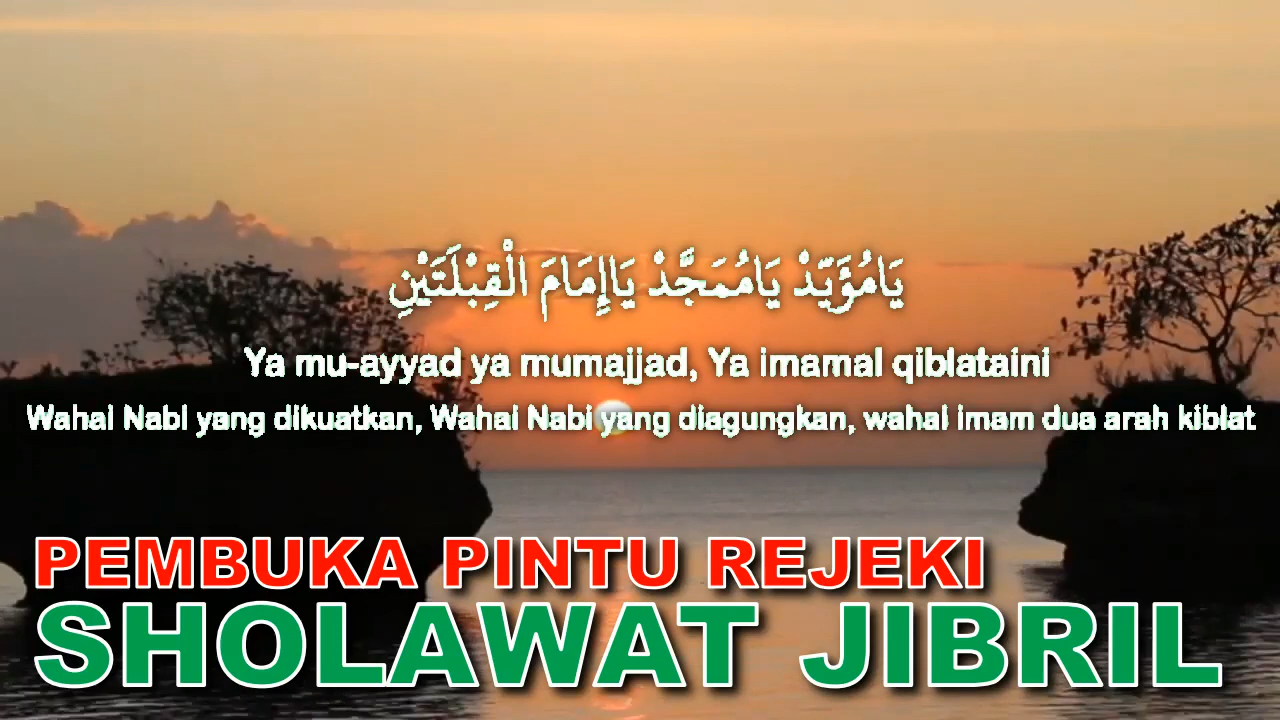 يَامُؤَيَّدْ يَامُمَجَّدْ يَاإِمَامَ الْقِبْلَتَيْنِ
Ya mu-ayyad ya mumajjad, Ya imamal qiblataini
Wahai Nabi yang dikuatkan, Wahai Nabi yang diagungkan, wahai imam dua arah kiblat
PEMBUKA PINTU REJEKI
SHOLAWAT JIBRIL